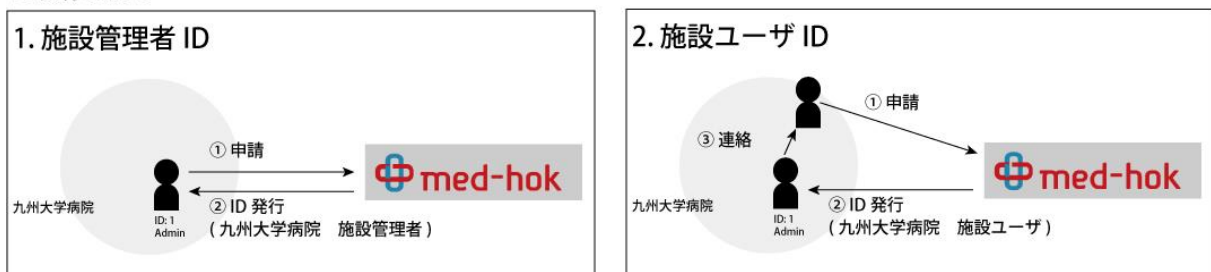 1. 施設管理者 ID
① 申請
med-hok
② ID 発行
( 九州大学病院　施設管理者 )
九州大学病院
ID: 1
Admin
2. 施設ユーザ ID
① 申請
③ 連絡
med-hok
② ID 発行
( 九州大学病院　施設ユーザ )
九州大学病院
ID: 1
Admin